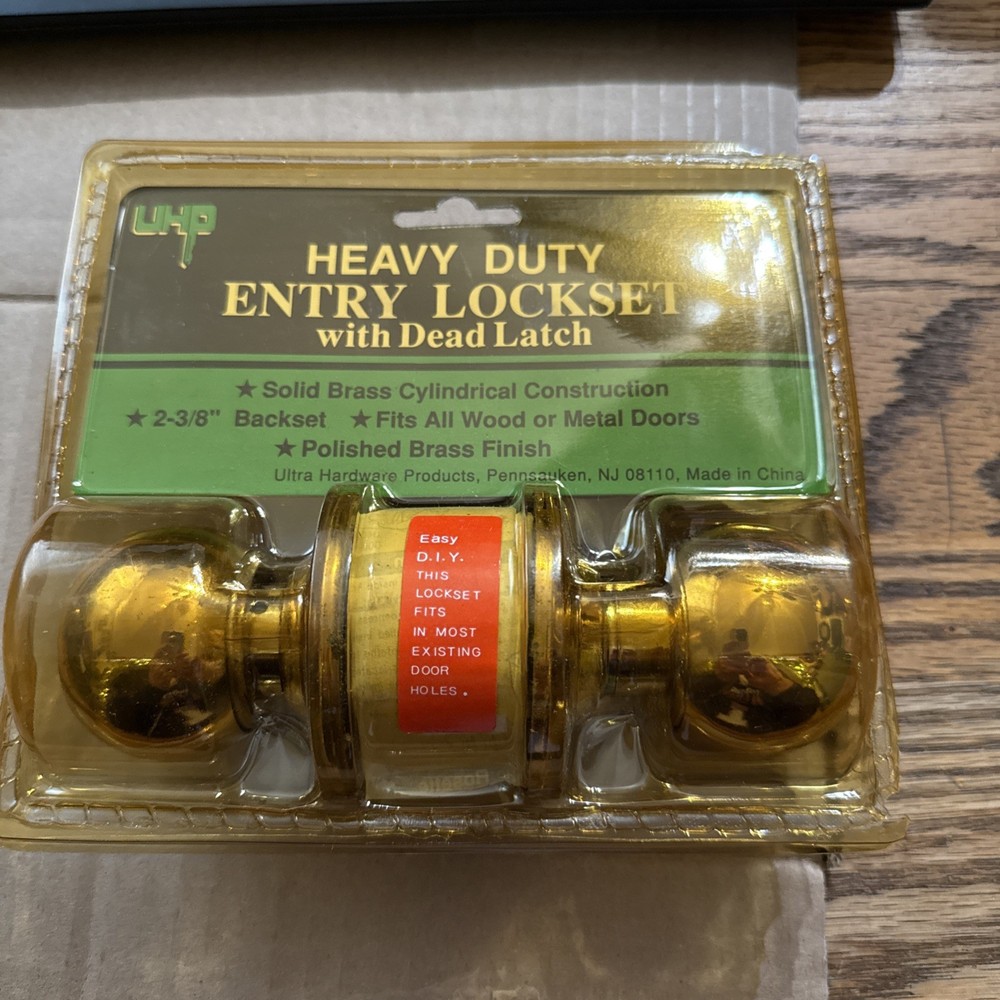 UHP
HEAVY DUTY
ENTRY LOCKSET
with Dead Latch
★ Solid Brass Cylindrical Construction
★ 2-3/8" Backset ★ Fits All Wood or Metal Doors
★ Polished Brass Finish
Ultra Hardware Products, Pennsauken, NJ 08110, Made in China
Easy
D.I.Y.
THIS
LOCKSET
FITS
IN MOST
EXISTING
DOOR
HOLES.